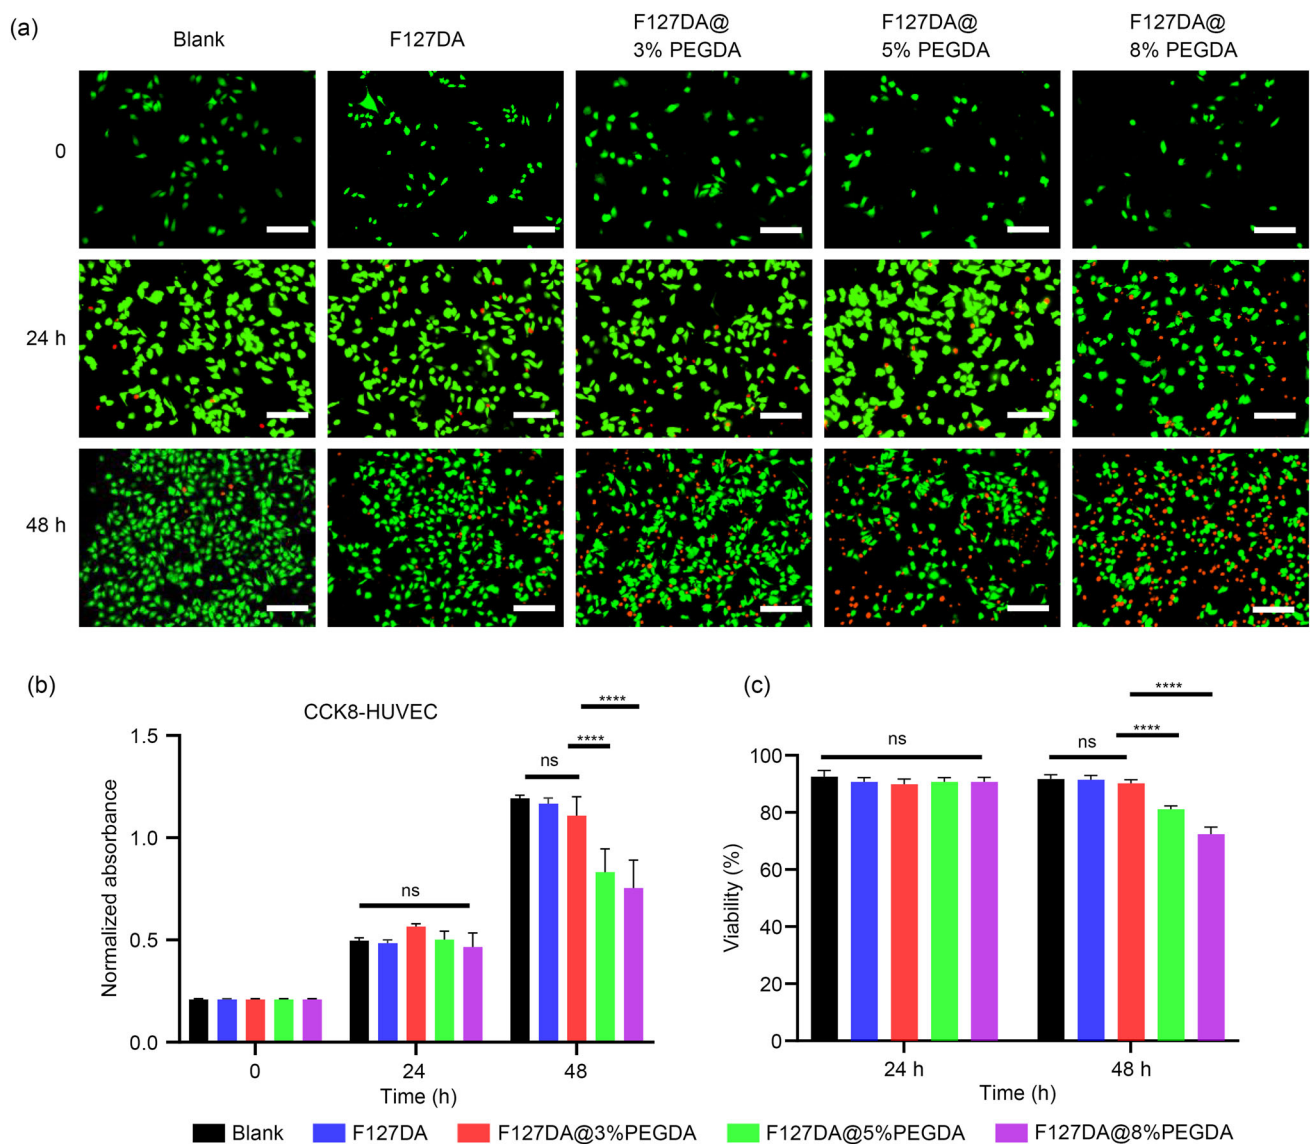 (a)
Blank
F127DA
F127DA@
3% PEGDA
F127DA@
5% PEGDA
F127DA@
8% PEGDA
0
24 h
48 h
(b)
CCK8-HUVEC
****
****
ns
ns
1.5
1.0
0.5
0.0
Normalized absorbance
0
24
48
Time (h)
(c)
****
****
ns
ns
100
80
60
40
20
0
Viability (%)
24 h
48 h
Time (h)
Blank
F127DA
F127DA@3%PEGDA
F127DA@5%PEGDA
F127DA@8%PEGDA